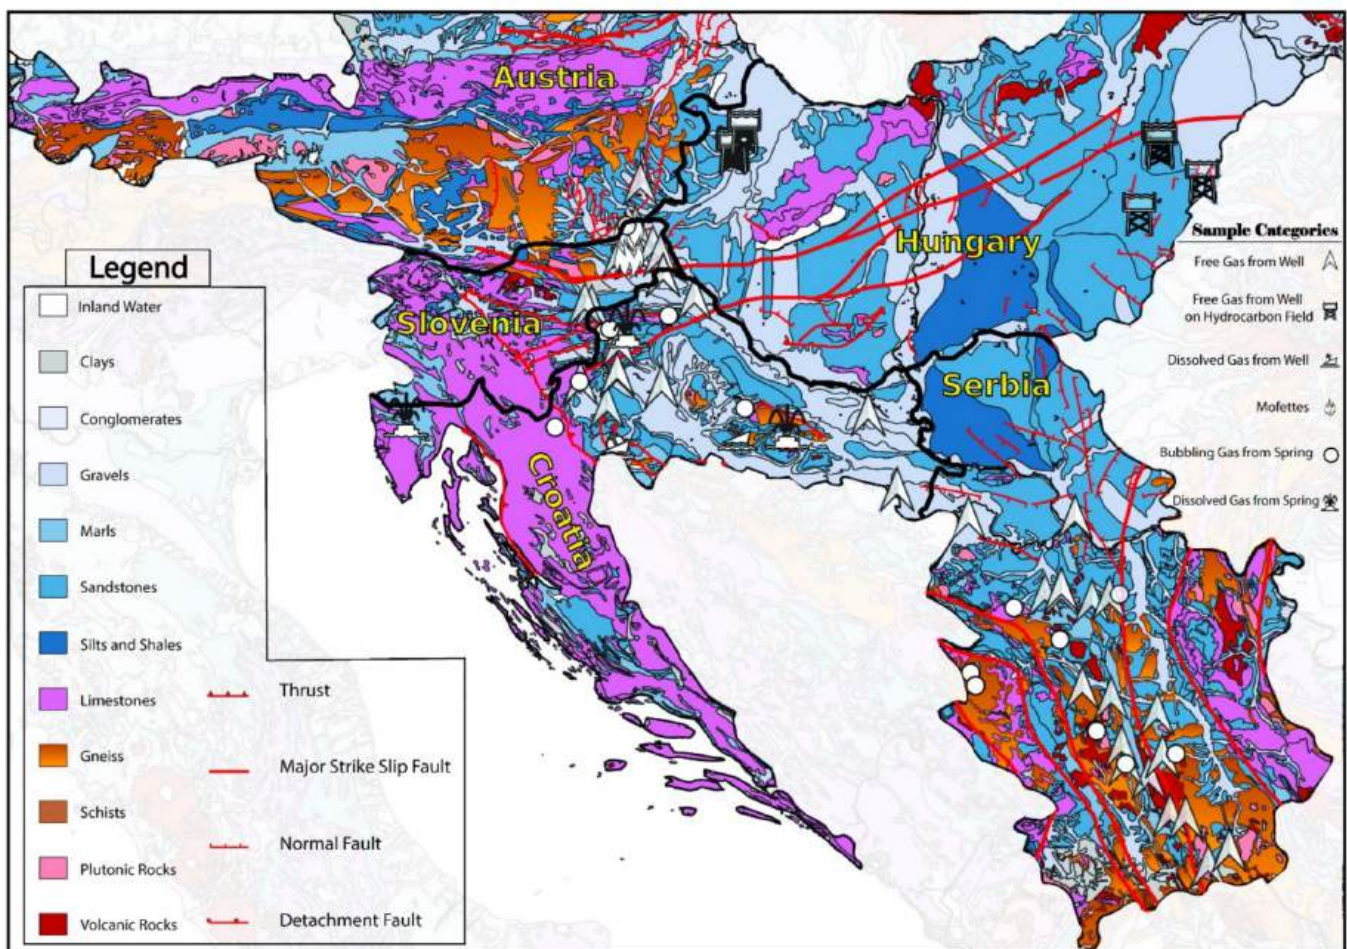 Austria
Hungary
Slovenia
Serbia
Croatia
Legend
Inland Water
Clays
Conglomerates
Gravels
Marls
Sandstones
Silts and Shales
Limestones
Gneiss
Schists
Plutonic Rocks
Volcanic Rocks
Thrust
Major Strike Slip Fault
Normal Fault
Detachment Fault
Sample Categories
Free Gas from Well
Free Gas from Well
on Hydrocarbon Field
Dissolved Gas from Well
Mofettes
Bubbling Gas from Spring
Dissolved Gas from Spring